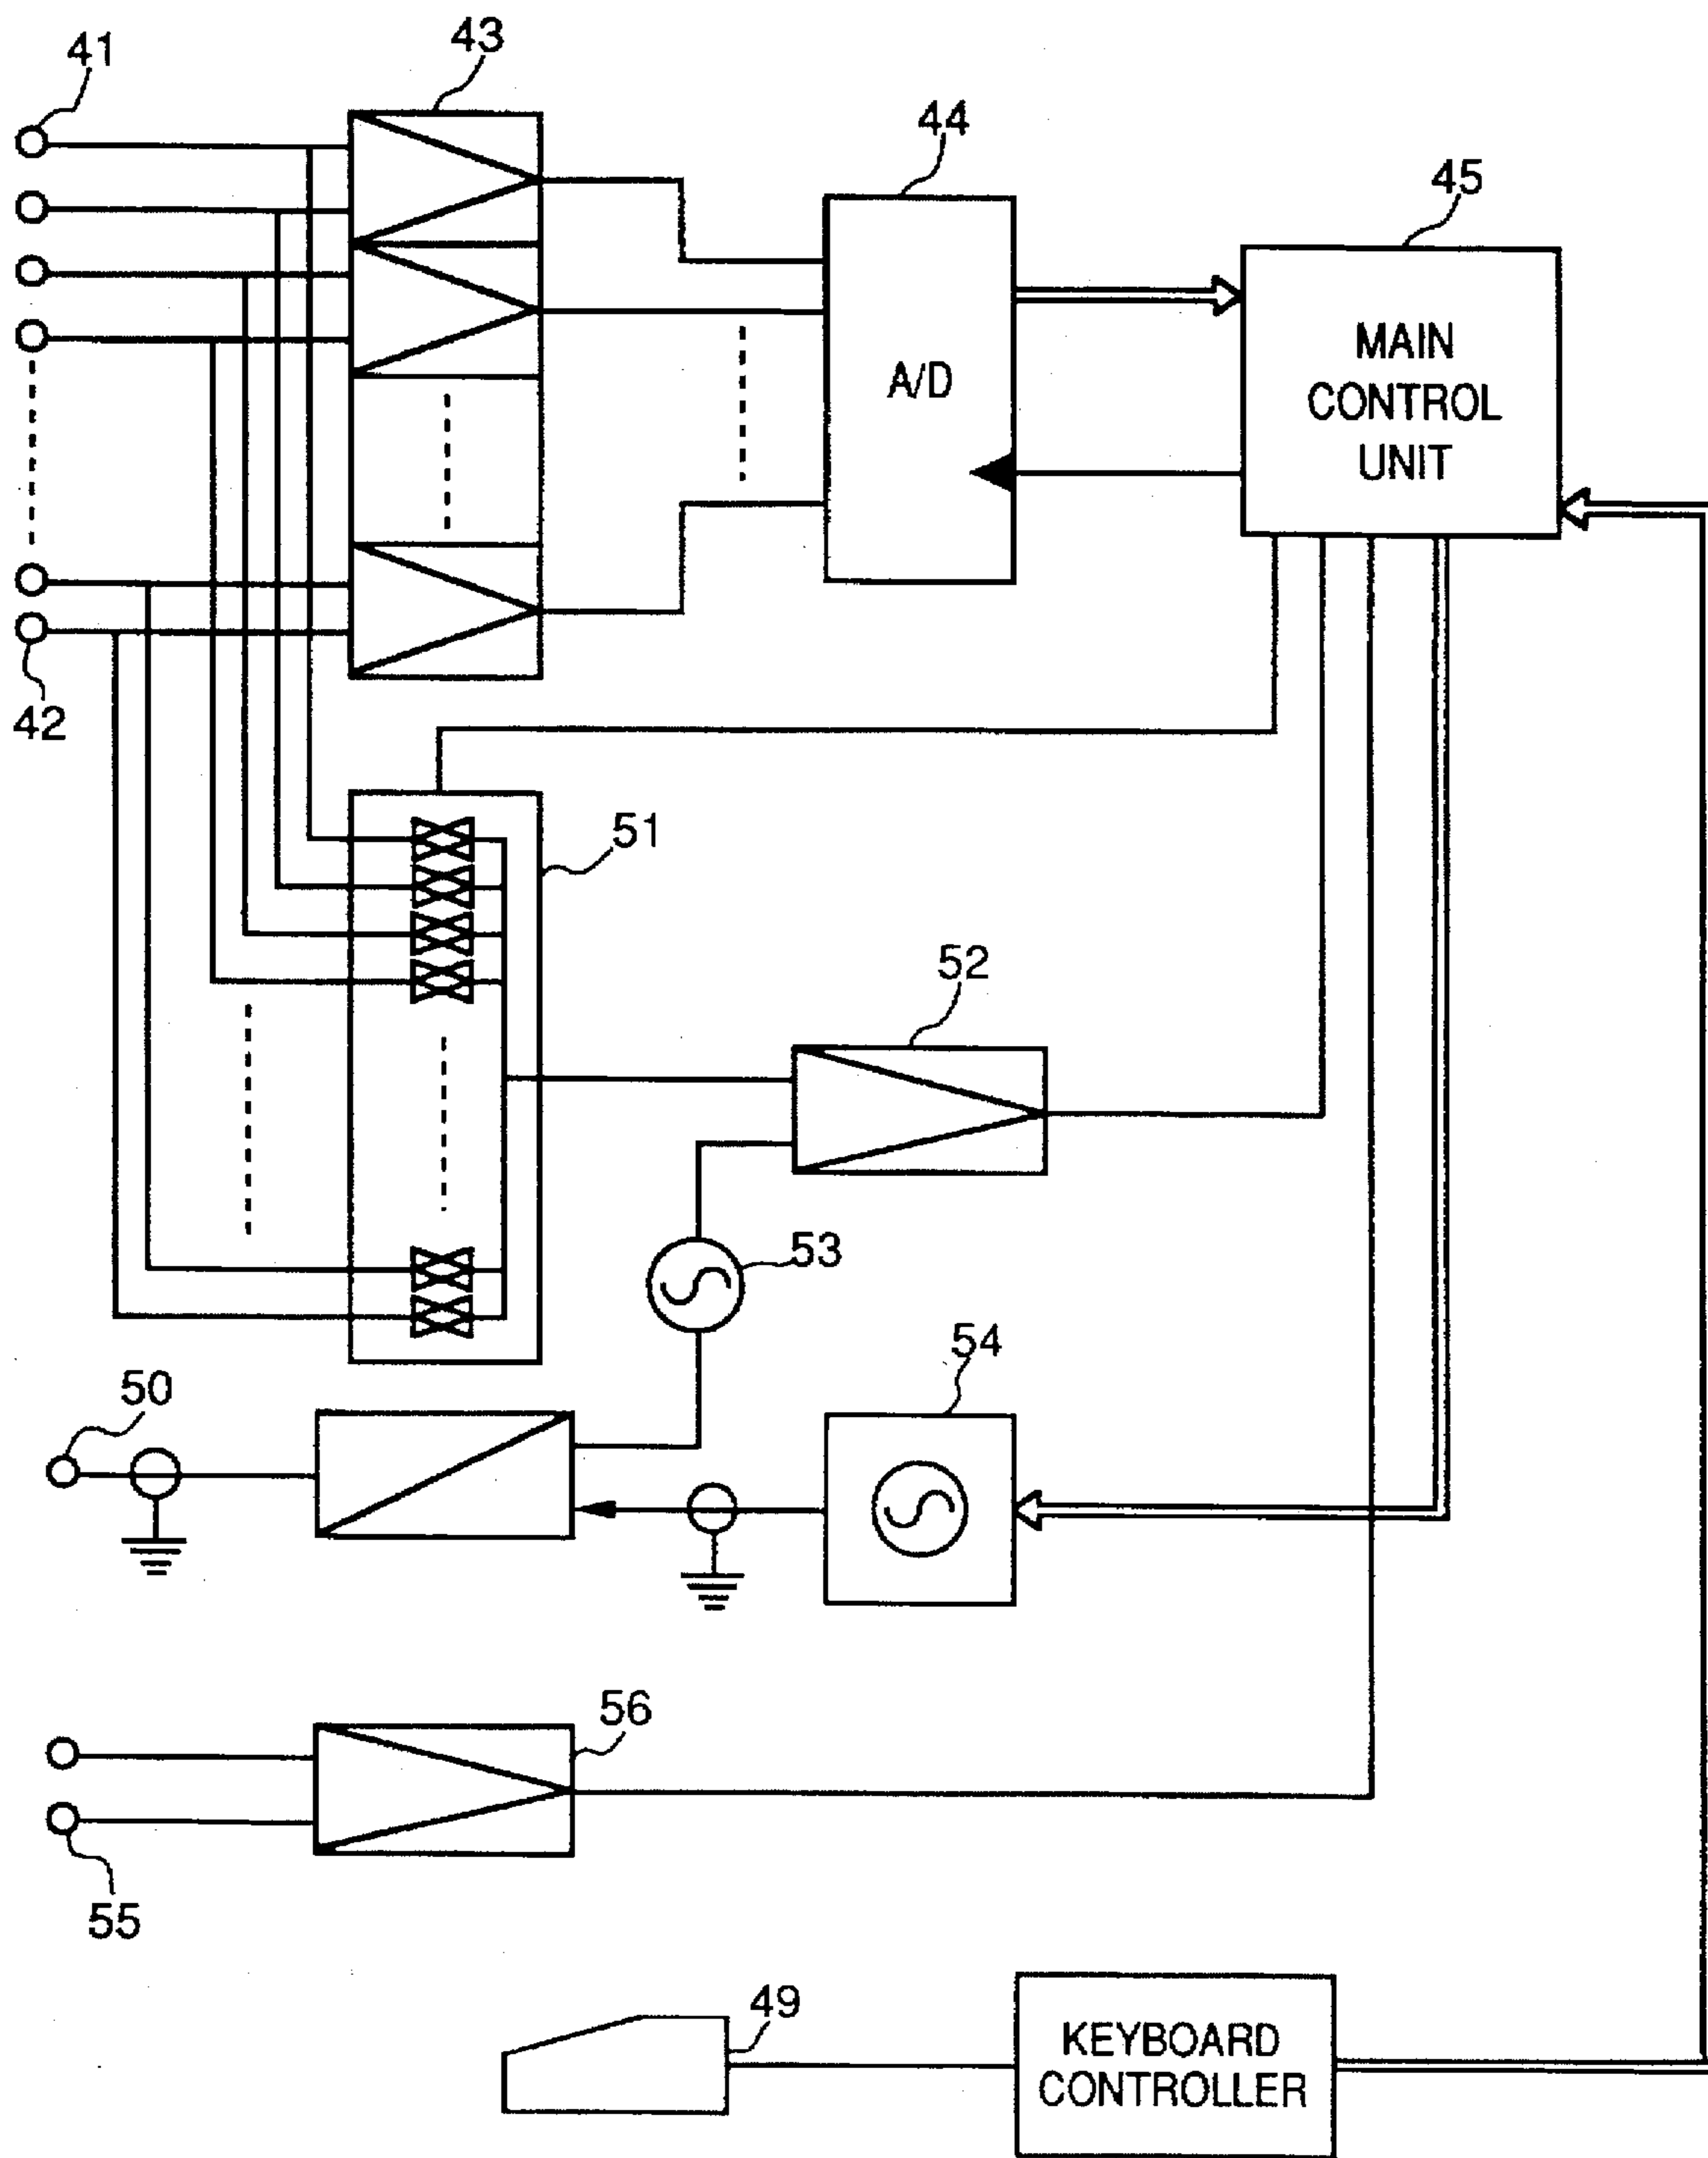 41
43
44
45
A/D
MAIN
CONTROL
UNIT
42
51
52
53
54
50
56
55
49
KEYBOARD
CONTROLLER